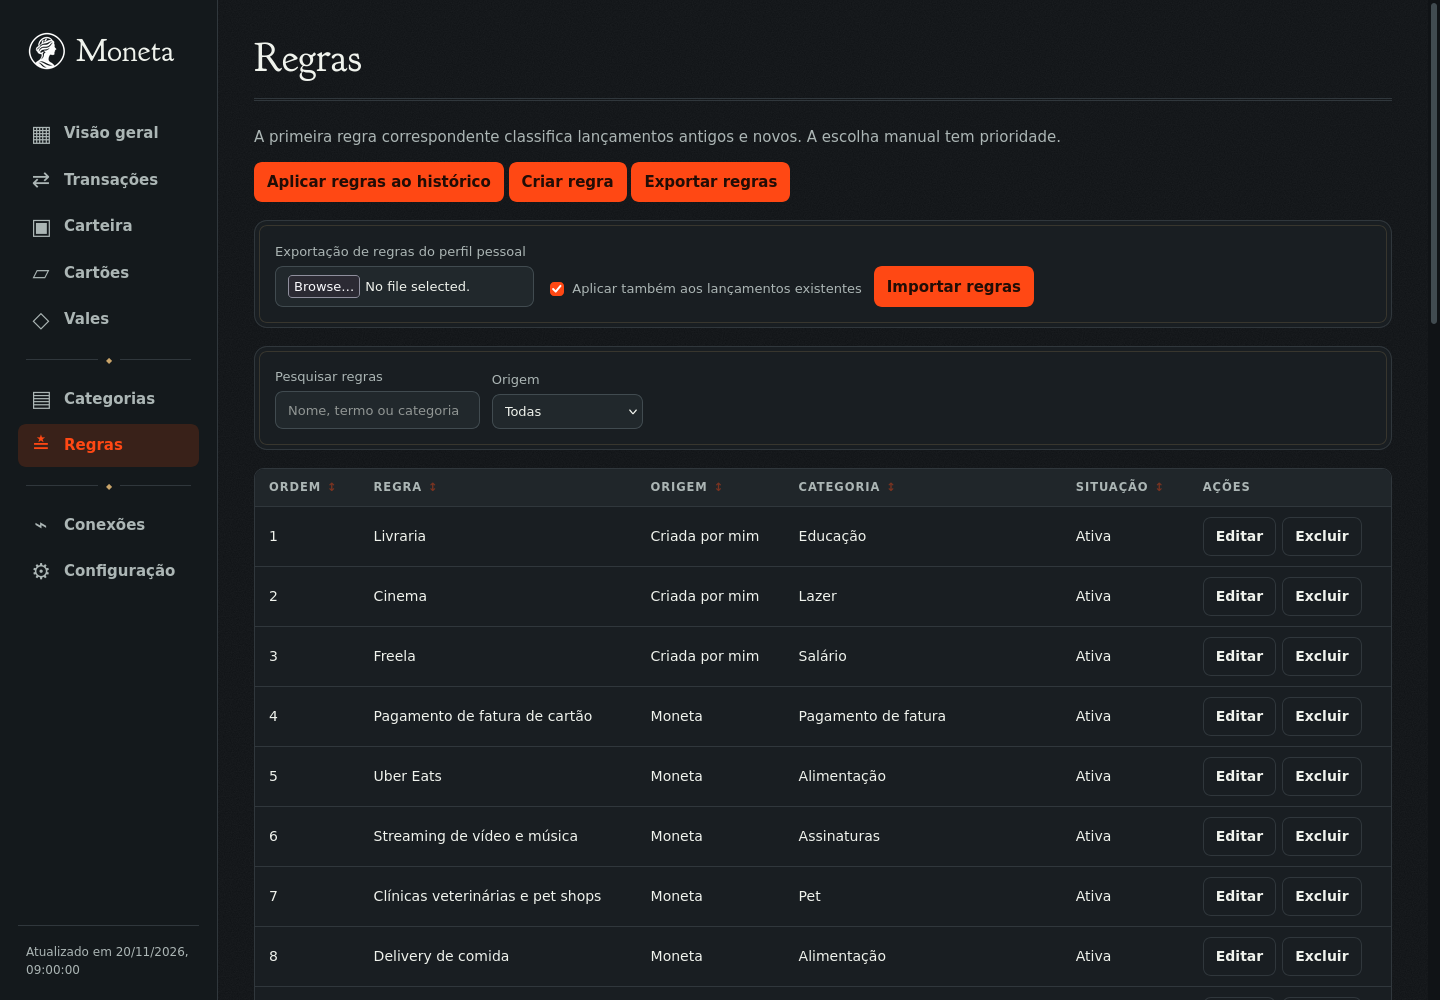 Moneta
Visão geral
Transações
Carteira
Cartões
Vales
Categorias
Regras
Conexões
Configuração
Atualizado em 20/11/2026,
09:00:00
Regras
A primeira regra correspondente classifica lançamentos antigos e novos. A escolha manual tem prioridade.
Aplicar regras ao histórico Criar regra Exportar regras
Exportação de regras do perfil pessoal
Browse... No file selected. Aplicar também aos lançamentos existentes Importar regras
Pesquisar regras Origem
Nome, termo ou categoria Todas
ORDEM REGRA ORIGEM CATEGORIA SITUAÇÃO AÇÕES
1 Livraria Criada por mim Educação Ativa Editar Excluir
2 Cinema Criada por mim Lazer Ativa Editar Excluir
3 Freela Criada por mim Salário Ativa Editar Excluir
4 Pagamento de fatura de cartão Moneta Pagamento de fatura Ativa Editar Excluir
5 Uber Eats Moneta Alimentação Ativa Editar Excluir
6 Streaming de vídeo e música Moneta Assinaturas Ativa Editar Excluir
7 Clínicas veterinárias e pet shops Moneta Pet Ativa Editar Excluir
8 Delivery de comida Moneta Alimentação Ativa Editar Excluir